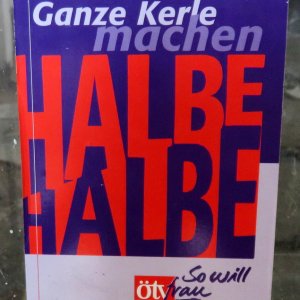 Ganze Kerle
machen
HALBE
HALBE
ötv
So will
frau